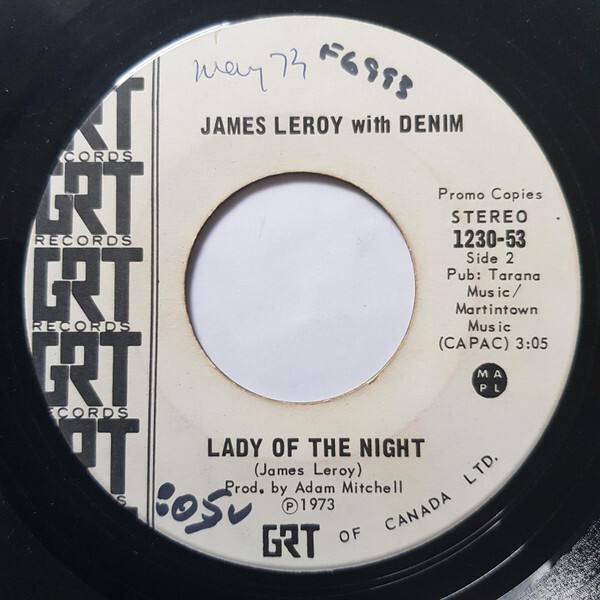 May 73 F6993
JAMES LEROY with DENIM
GRT
RECORDS
GRT
RECORDS
GRT
RECORDS
GRT
RECORDS
Promo Copies
STEREO
1230-53
Side 2
Pub: Tarana
Music/
Martintown
Music
(CAPAC) 3:05
MA
PL
LADY OF THE NIGHT
(James Leroy)
Prod. by Adam Mitchell
℗ 1973
GRT OF CANADA LTD.